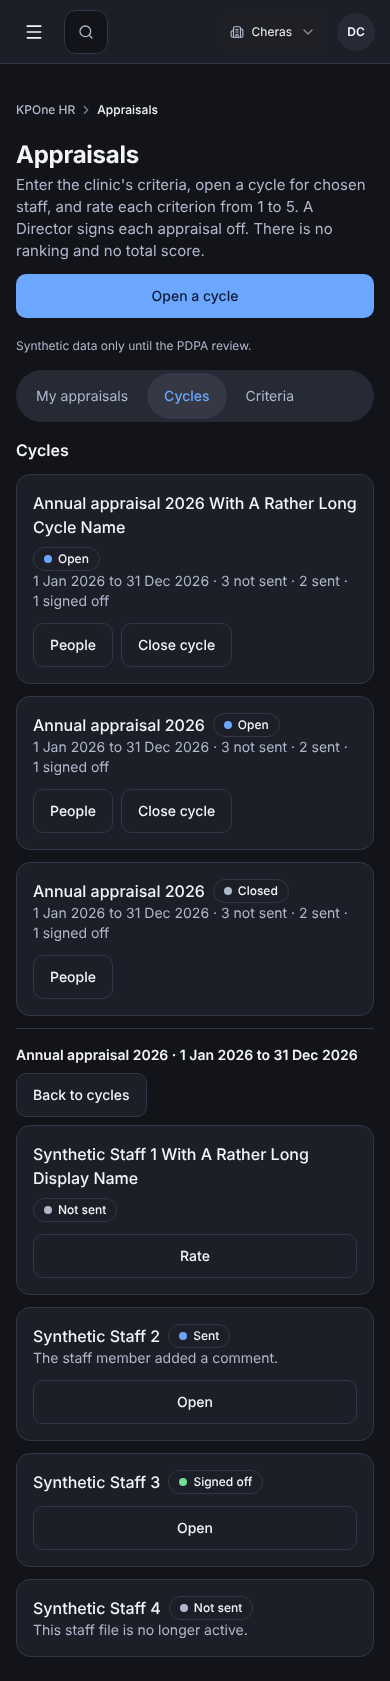 Cheras
DC
KPOne HR > Appraisals
Appraisals
Enter the clinic's criteria, open a cycle for chosen
staff, and rate each criterion from 1 to 5. A
Director signs each appraisal off. There is no
ranking and no total score.
Open a cycle
Synthetic data only until the PDPA review.
My appraisals Cycles Criteria
Cycles
Annual appraisal 2026 With A Rather Long
Cycle Name
Open
1 Jan 2026 to 31 Dec 2026 · 3 not sent · 2 sent ·
1 signed off
People Close cycle
Annual appraisal 2026 Open
1 Jan 2026 to 31 Dec 2026 · 3 not sent · 2 sent ·
1 signed off
People Close cycle
Annual appraisal 2026 Closed
1 Jan 2026 to 31 Dec 2026 · 3 not sent · 2 sent ·
1 signed off
People
Annual appraisal 2026 · 1 Jan 2026 to 31 Dec 2026
Back to cycles
Synthetic Staff 1 With A Rather Long
Display Name
Not sent
Rate
Synthetic Staff 2 Sent
The staff member added a comment.
Open
Synthetic Staff 3 Signed off
Open
Synthetic Staff 4 Not sent
This staff file is no longer active.